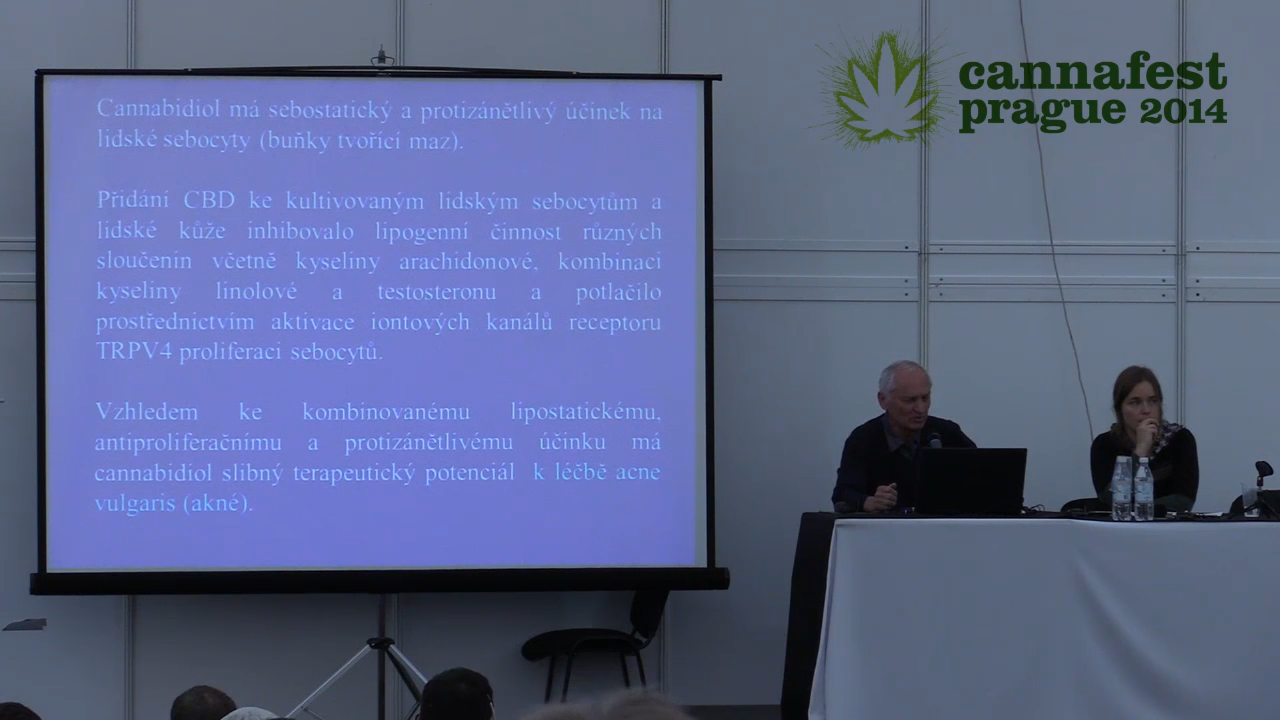 cannafest
prague 2014
Cannabidiol má sebostatický a protizánětlivý účinek na
lidské sebocyty (buňky tvořící maz).
Přidání CBD ke kultivovaným lidským sebocytům a
lidské kůže inhibovalo lipogenní činnost různých
sloučenin včetně kyseliny arachidonové, kombinaci
kyseliny linolové a testosteronu a potlačilo
prostřednictvím aktivace iontových kanálů receptoru
TRPV4 proliferaci sebocytů.
Vzhledem ke kombinovanému lipostatickému,
antiproliferačnímu a protizánětlivému účinku má
cannabidiol slibný terapeutický potenciál k léčbě acne
vulgaris (akné).